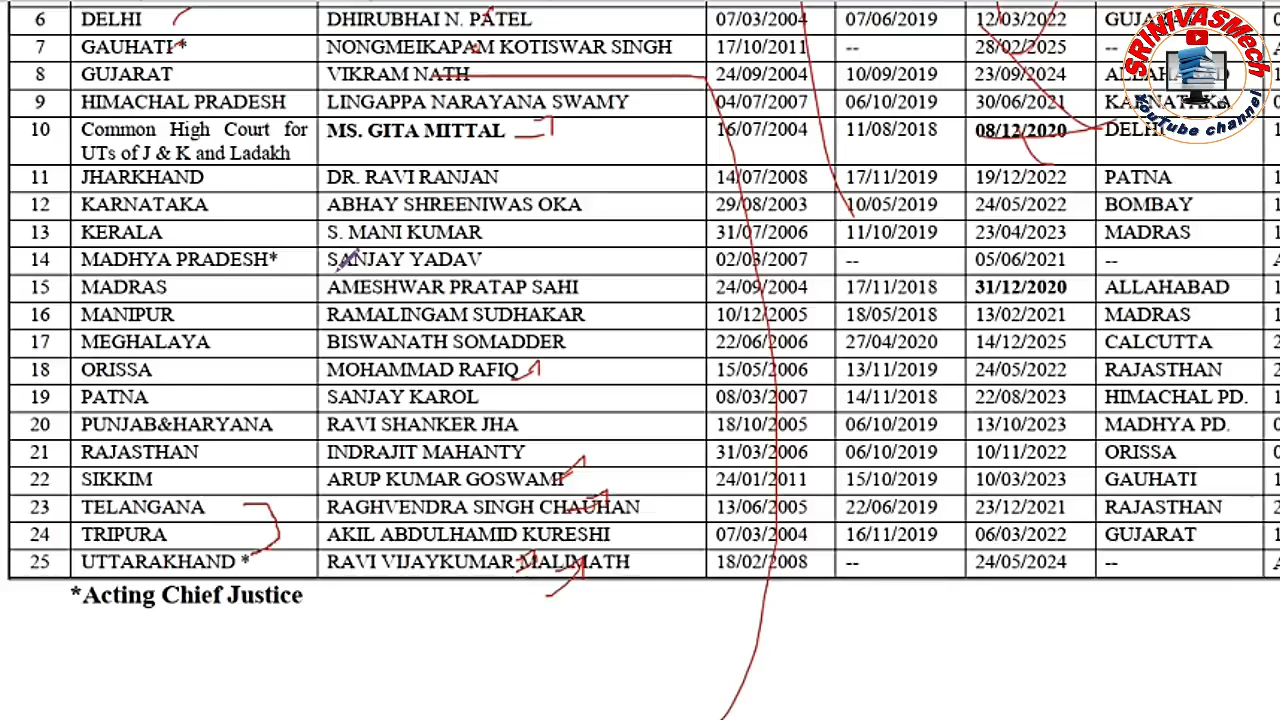 6 DELHI DHIRUBHAI N. PATEL 07/03/2004 07/06/2019 12/03/2022 GUJARAT
7 GAUHATI * NONGMEIKAPAM KOTISWAR SINGH 17/10/2011 -- 28/02/2025 --
8 GUJARAT VIKRAM NATH 24/09/2004 10/09/2019 23/09/2024 ALLAHABAD
9 HIMACHAL PRADESH LINGAPPA NARAYANA SWAMY 04/07/2007 06/10/2019 30/06/2021 KARNATAKA
10 Common High Court for MS. GITA MITTAL 16/07/2004 11/08/2018 08/12/2020 DELHI
UTs of J & K and Ladakh
11 JHARKHAND DR. RAVI RANJAN 14/07/2008 17/11/2019 19/12/2022 PATNA
12 KARNATAKA ABHAY SHREENIWAS OKA 29/08/2003 10/05/2019 24/05/2022 BOMBAY
13 KERALA S. MANI KUMAR 31/07/2006 11/10/2019 23/04/2023 MADRAS
14 MADHYA PRADESH* SANJAY YADAV 02/03/2007 -- 05/06/2021 --
15 MADRAS AMESHWAR PRATAP SAHI 24/09/2004 17/11/2018 31/12/2020 ALLAHABAD
16 MANIPUR RAMALINGAM SUDHAKAR 10/12/2005 18/05/2018 13/02/2021 MADRAS
17 MEGHALAYA BISWANATH SOMADDER 22/06/2006 27/04/2020 14/12/2025 CALCUTTA
18 ORISSA MOHAMMAD RAFIQ 15/05/2006 13/11/2019 24/05/2022 RAJASTHAN
19 PATNA SANJAY KAROL 08/03/2007 14/11/2018 22/08/2023 HIMACHAL PD.
20 PUNJAB&HARYANA RAVI SHANKER JHA 18/10/2005 06/10/2019 13/10/2023 MADHYA PD.
21 RAJASTHAN INDRAJIT MAHANTY 31/03/2006 06/10/2019 10/11/2022 ORISSA
22 SIKKIM ARUP KUMAR GOSWAMI 24/01/2011 15/10/2019 10/03/2023 GAUHATI
23 TELANGANA RAGHVENDRA SINGH CHAUHAN 13/06/2005 22/06/2019 23/12/2021 RAJASTHAN
24 TRIPURA AKIL ABDULHAMID KURESHI 07/03/2004 16/11/2019 06/03/2022 GUJARAT
25 UTTARAKHAND * RAVI VIJAYKUMAR MALIMATH 18/02/2008 -- 24/05/2024 --
*Acting Chief Justice
SRINIVASMech
YouTube channel